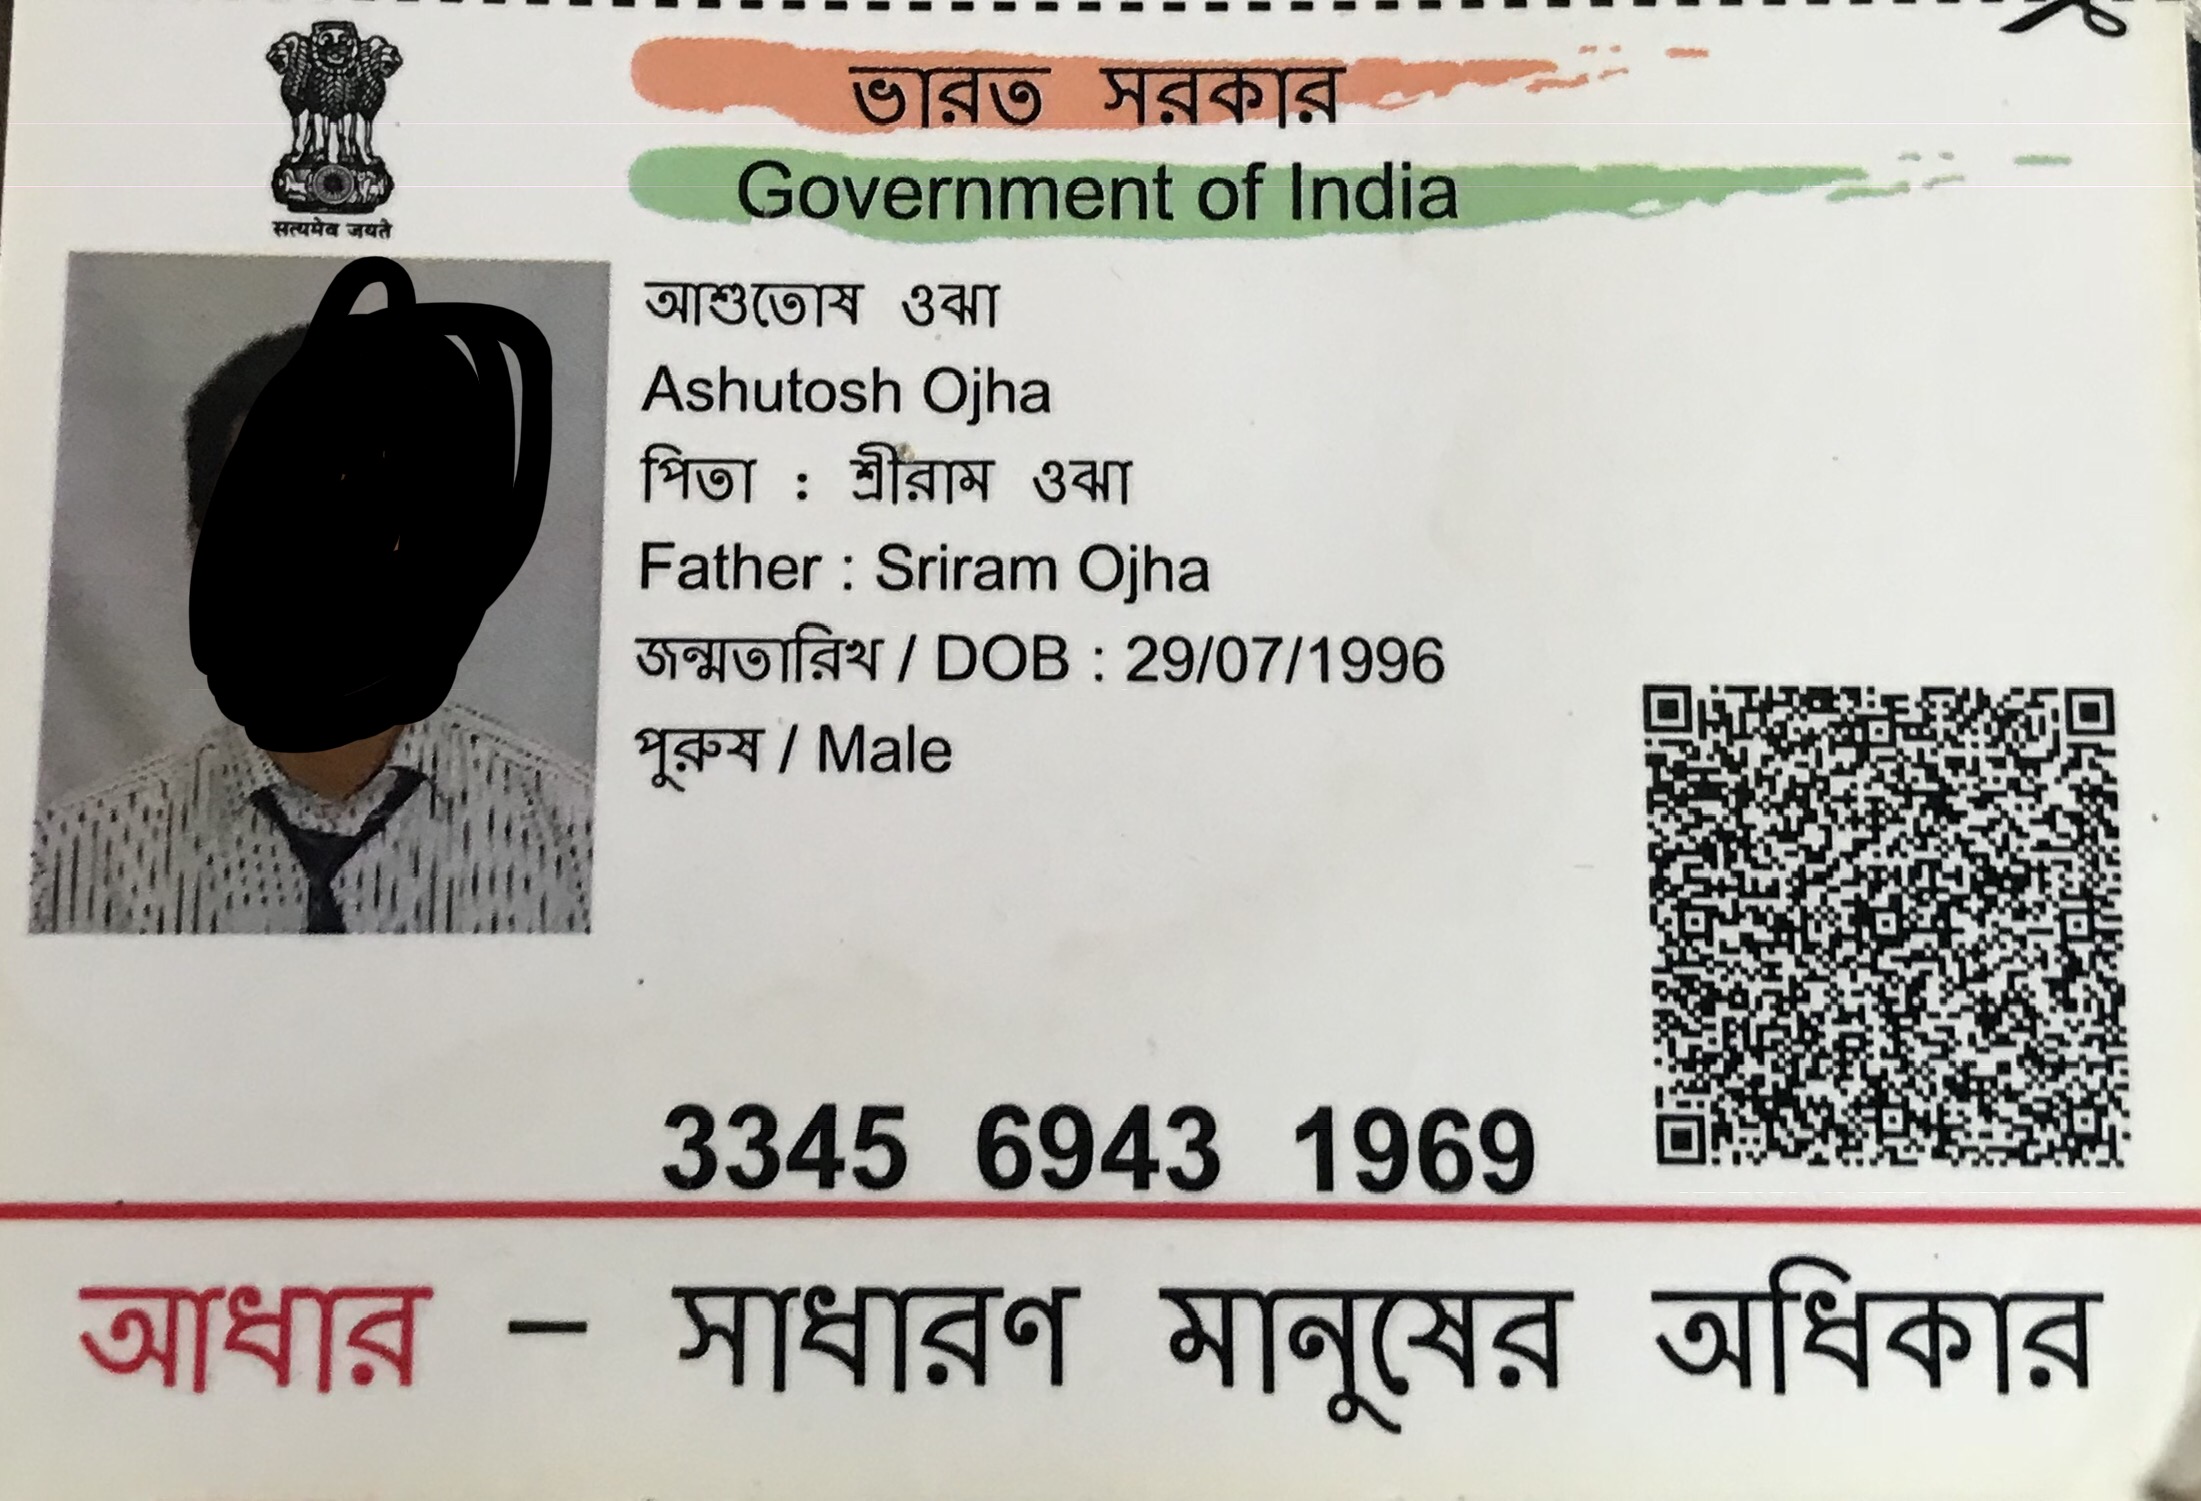 ভারত সরকার
Government of India
सत्यमेव जयते
আশুতোষ ওঝা
Ashutosh Ojha
পিতা : শ্রীরাম ওঝা
Father : Sriram Ojha
জন্মতারিখ / DOB : 29/07/1996
পুরুষ / Male
3345 6943 1969
আধার – সাধারণ মানুষের অধিকার